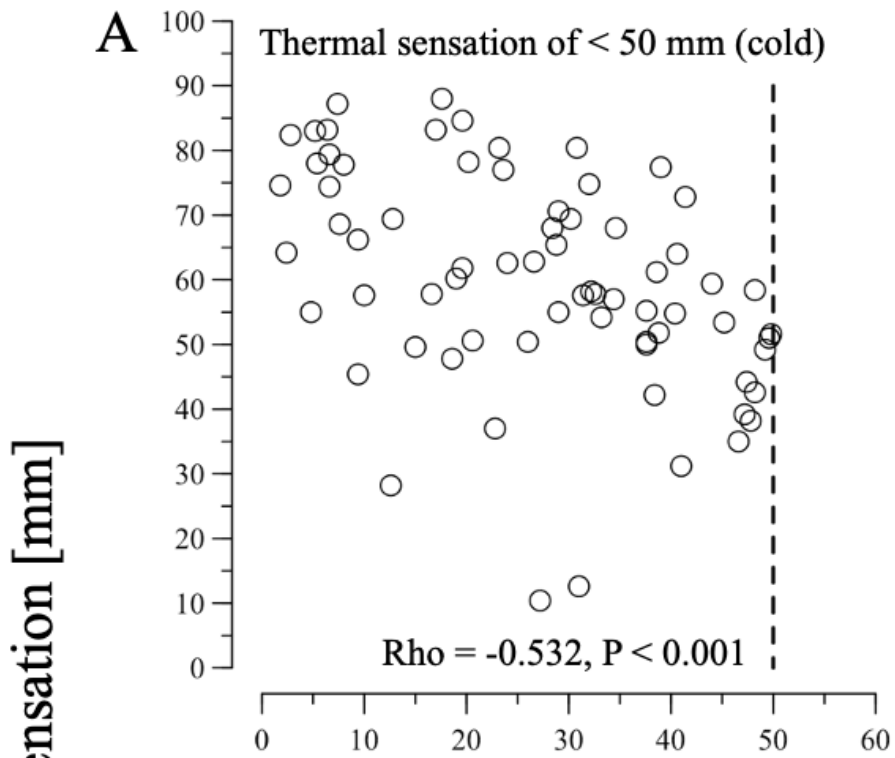 A
Thermal sensation of < 50 mm (cold)
100
90
80
70
60
50
40
30
20
10
0
ensation [mm]
Rho = -0.532, P < 0.001
0 10 20 30 40 50 60